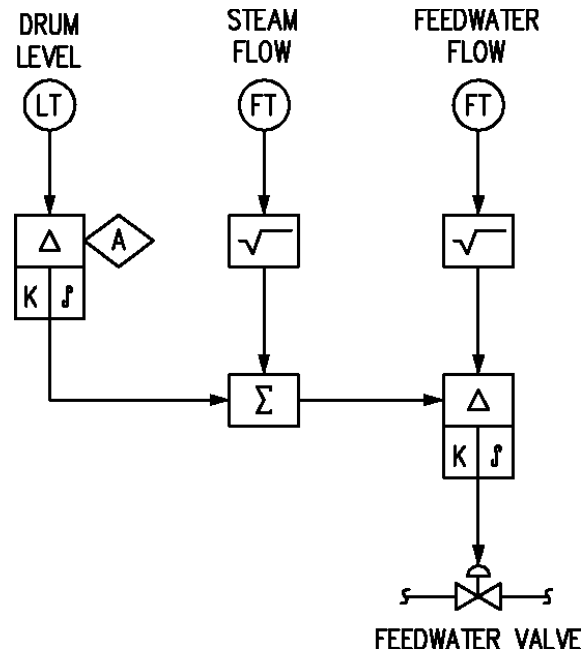 DRUM LEVEL
STEAM FLOW
FEEDWATER FLOW
LT
FT
FT
Δ
A
√
√
K ∫
Σ
Δ
K ∫
FEEDWATER VALVE